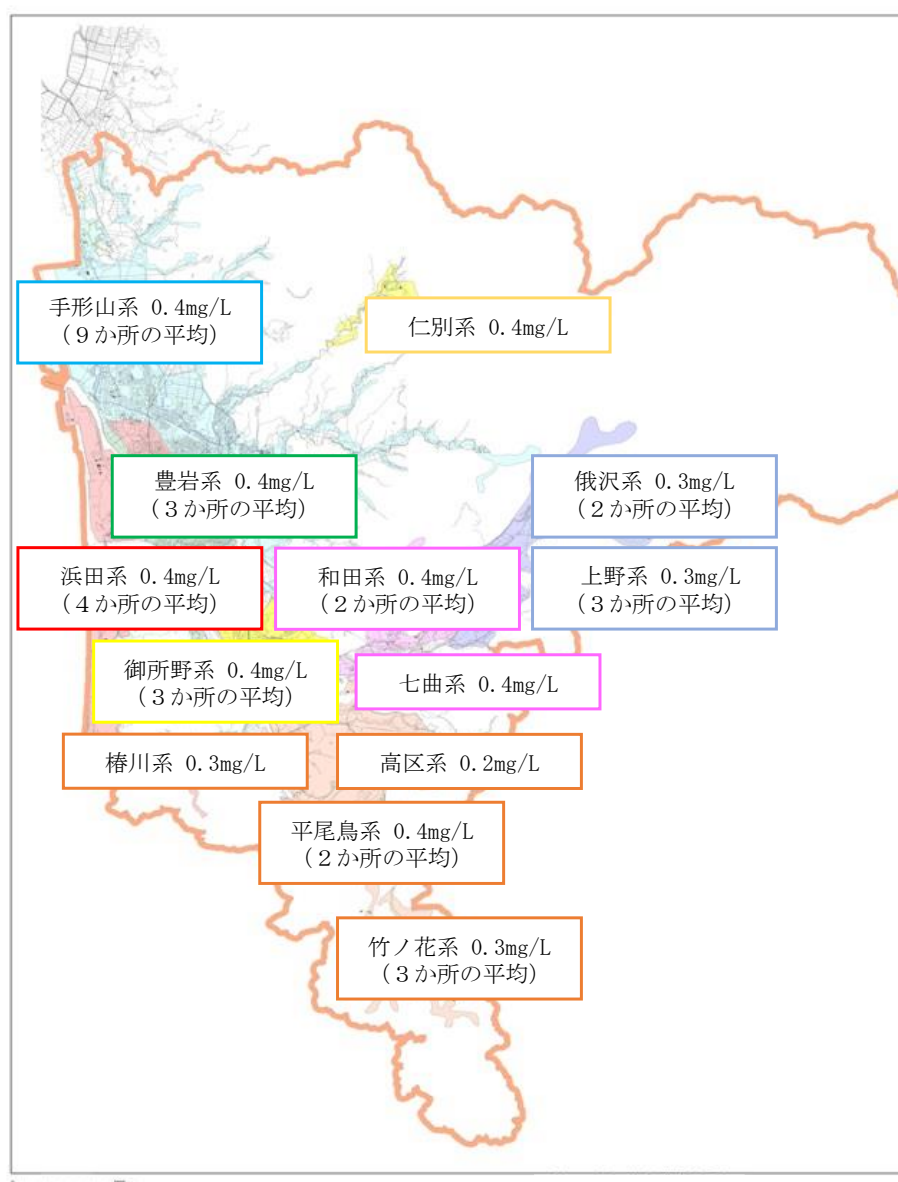 手形山系 0.4mg/L
(９か所の平均)
仁別系 0.4mg/L
豊岩系 0.4mg/L
(３か所の平均)
俄沢系 0.3mg/L
(２か所の平均)
浜田系 0.4mg/L
(４か所の平均)
和田系 0.4mg/L
(２か所の平均)
上野系 0.3mg/L
(３か所の平均)
御所野系 0.4mg/L
(３か所の平均)
七曲系 0.4mg/L
椿川系 0.3mg/L
高区系 0.2mg/L
平尾鳥系 0.4mg/L
(２か所の平均)
竹ノ花系 0.3mg/L
(３か所の平均)